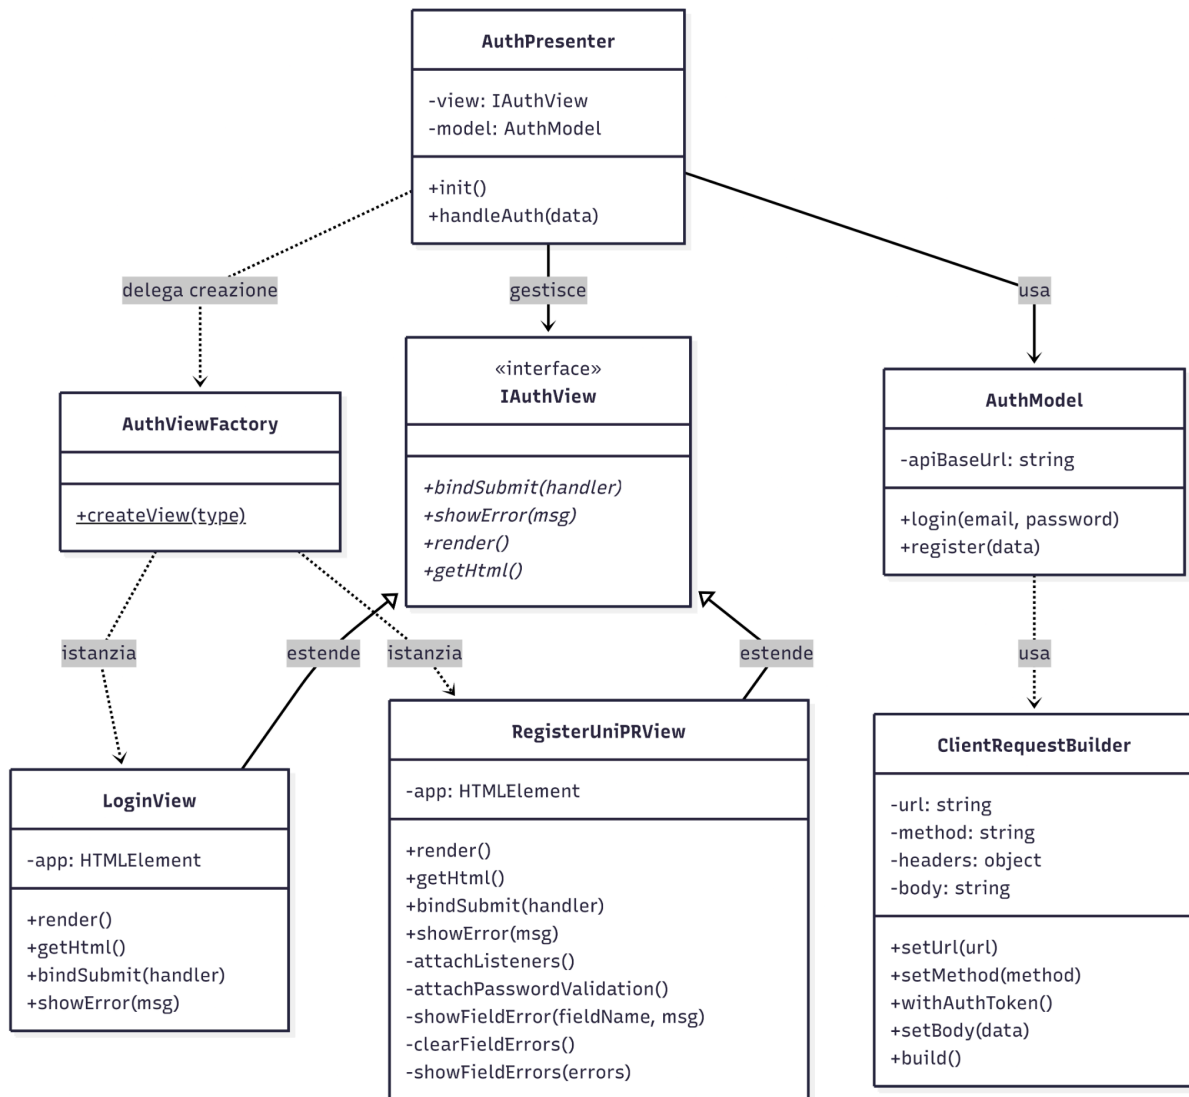 AuthPresenter
-view: IAuthView
-model: AuthModel
+init()
+handleAuth(data)
delega creazione
gestisce
usa
AuthViewFactory
+createView(type)
«interface»
IAuthView
+bindSubmit(handler)
+showError(msg)
+render()
+getHtml()
AuthModel
-apiBaseUrl: string
+login(email, password)
+register(data)
istanzia
estende
istanzia
estende
usa
LoginView
-app: HTMLElement
+render()
+getHtml()
+bindSubmit(handler)
+showError(msg)
RegisterUniPRView
-app: HTMLElement
+render()
+getHtml()
+bindSubmit(handler)
+showError(msg)
-attachListeners()
-attachPasswordValidation()
-showFieldError(fieldName, msg)
-clearFieldErrors()
-showFieldErrors(errors)
ClientRequestBuilder
-url: string
-method: string
-headers: object
-body: string
+setUrl(url)
+setMethod(method)
+withAuthToken()
+setBody(data)
+build()